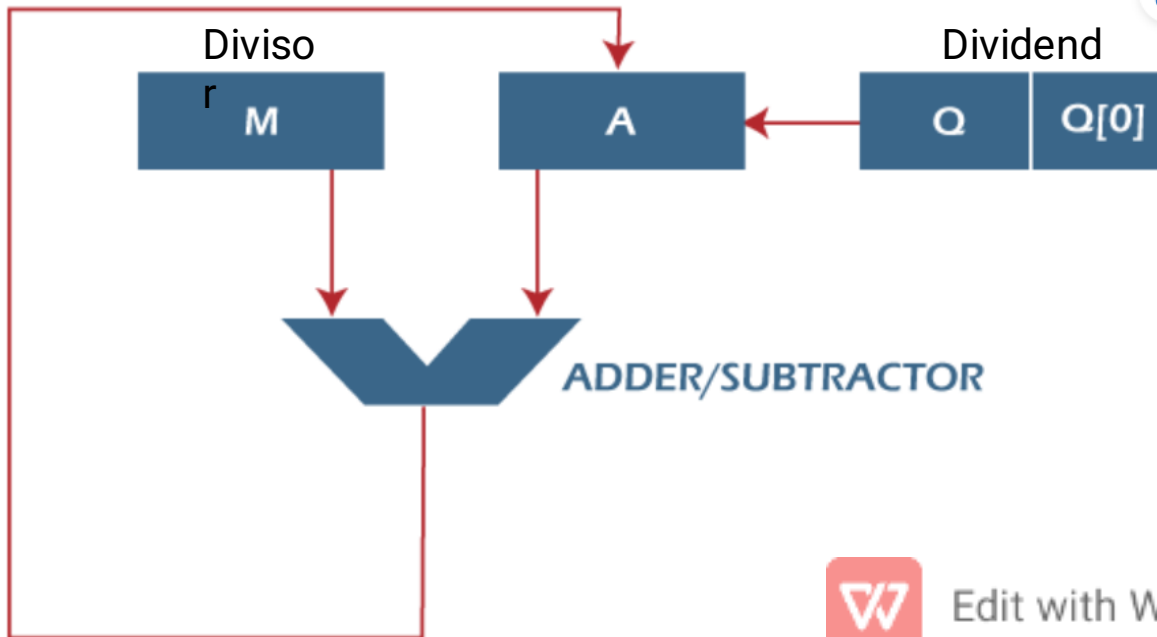 Diviso
r
Dividend
M
A
Q
Q[0]
ADDER/SUBTRACTOR
Edit with W